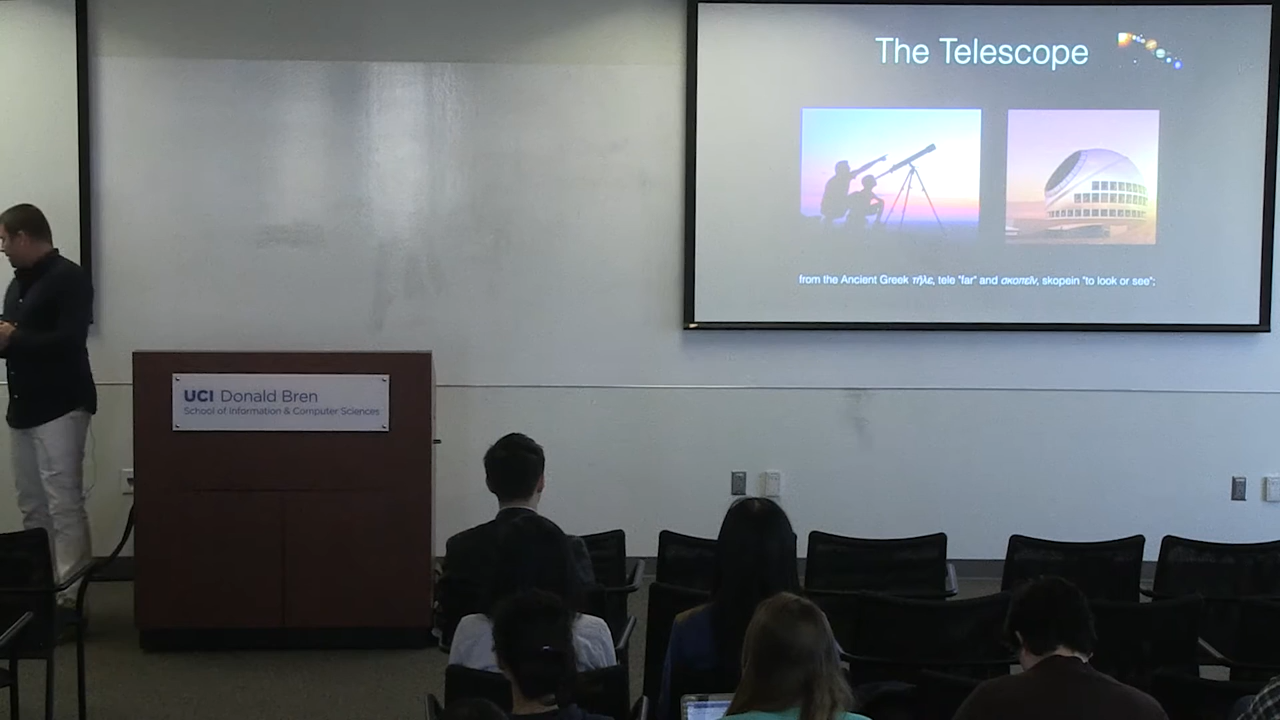 The Telescope
from the Ancient Greek τῆλε, tele "far" and σκοπεῖν, skopein "to look or see";
UCI Donald Bren
School of Information & Computer Sciences